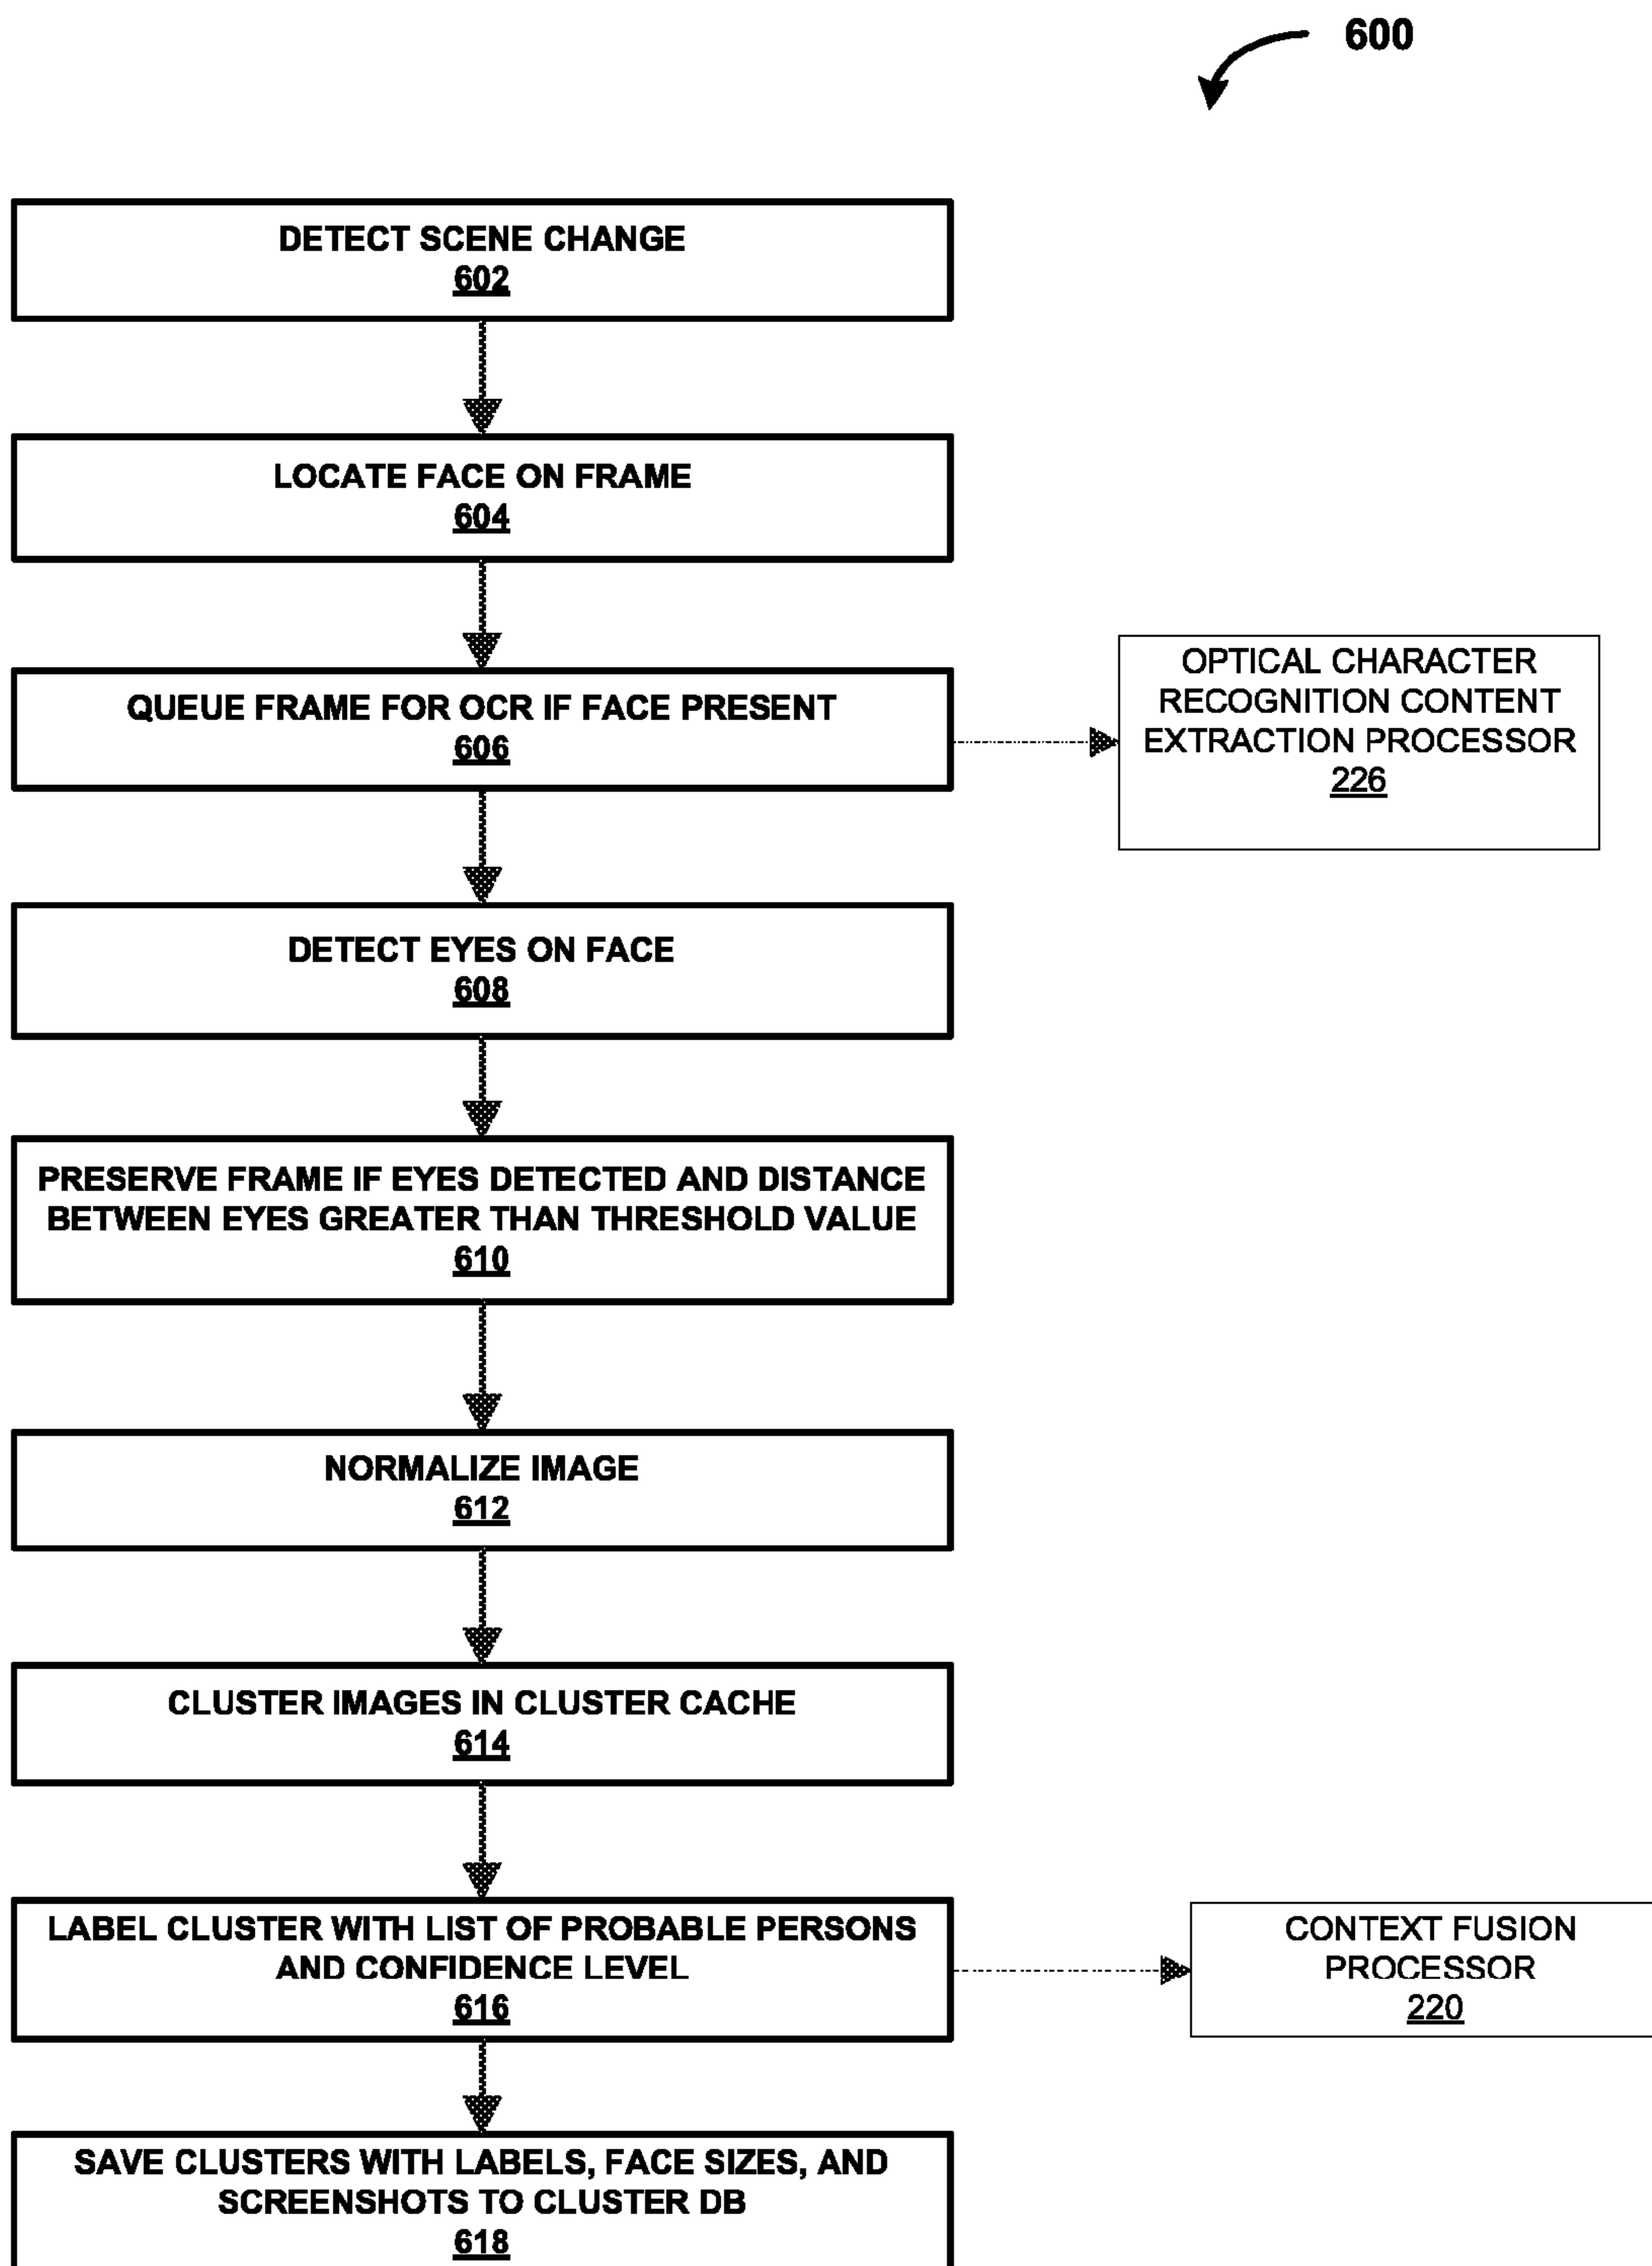 600
DETECT SCENE CHANGE
602
LOCATE FACE ON FRAME
604
QUEUE FRAME FOR OCR IF FACE PRESENT
606
OPTICAL CHARACTER
RECOGNITION CONTENT
EXTRACTION PROCESSOR
226
DETECT EYES ON FACE
608
PRESERVE FRAME IF EYES DETECTED AND DISTANCE
BETWEEN EYES GREATER THAN THRESHOLD VALUE
610
NORMALIZE IMAGE
612
CLUSTER IMAGES IN CLUSTER CACHE
614
LABEL CLUSTER WITH LIST OF PROBABLE PERSONS
AND CONFIDENCE LEVEL
616
CONTEXT FUSION
PROCESSOR
220
SAVE CLUSTERS WITH LABELS, FACE SIZES, AND
SCREENSHOTS TO CLUSTER DB
618